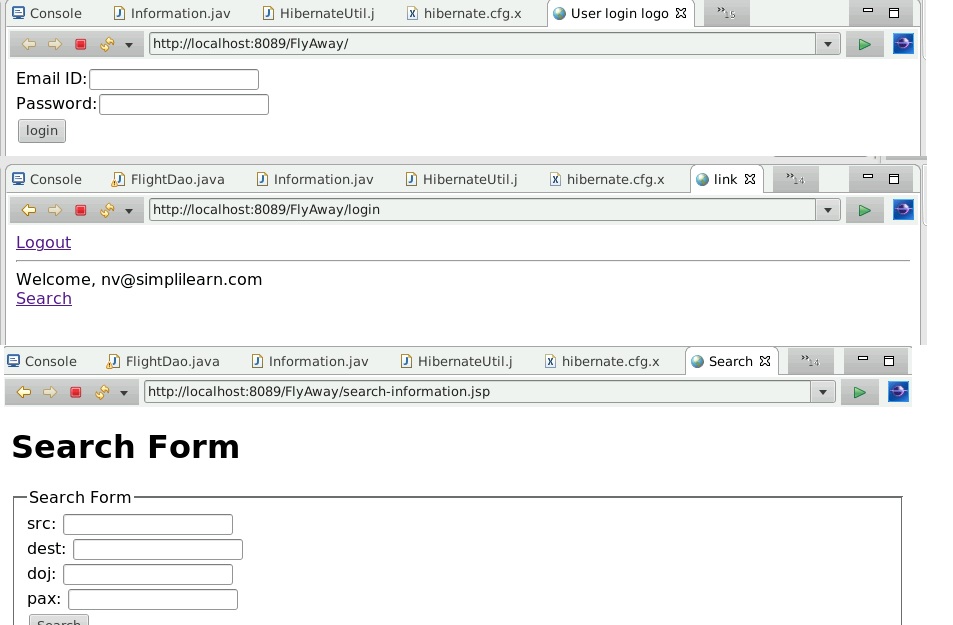 Console Information.jav HibernateUtil.j hibernate.cfg.x User login logo »15
http://localhost:8089/FlyAway/
Email ID:
Password:
login
Console FlightDao.java Information.jav HibernateUtil.j hibernate.cfg.x link »14
http://localhost:8089/FlyAway/login
Logout
Welcome, nv@simplilearn.com
Search
Console FlightDao.java Information.jav HibernateUtil.j hibernate.cfg.x Search »14
http://localhost:8089/FlyAway/search-information.jsp
Search Form
Search Form
src:
dest:
doj:
pax:
Search